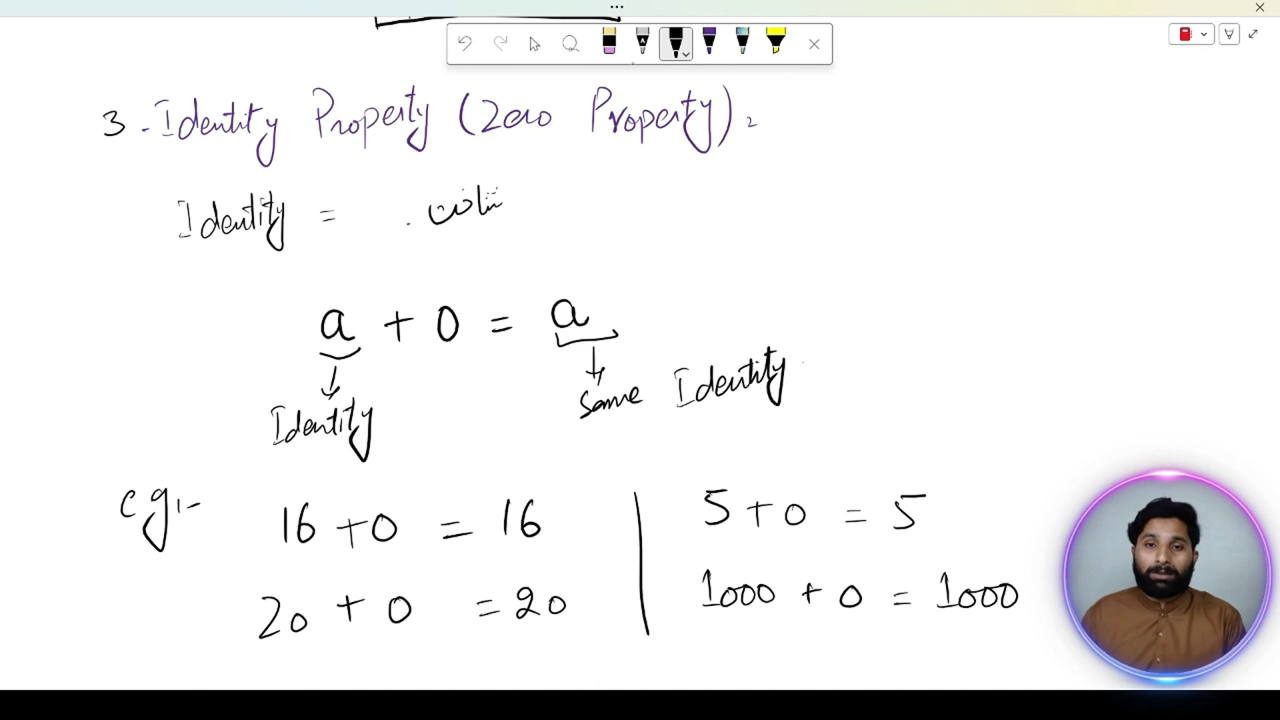 3. Identity Property (Zero Property):
Identity = شناخت
a + 0 = a
Identity
Same Identity
eg:-
16 + 0 = 16
20 + 0 = 20
5 + 0 = 5
1000 + 0 = 1000